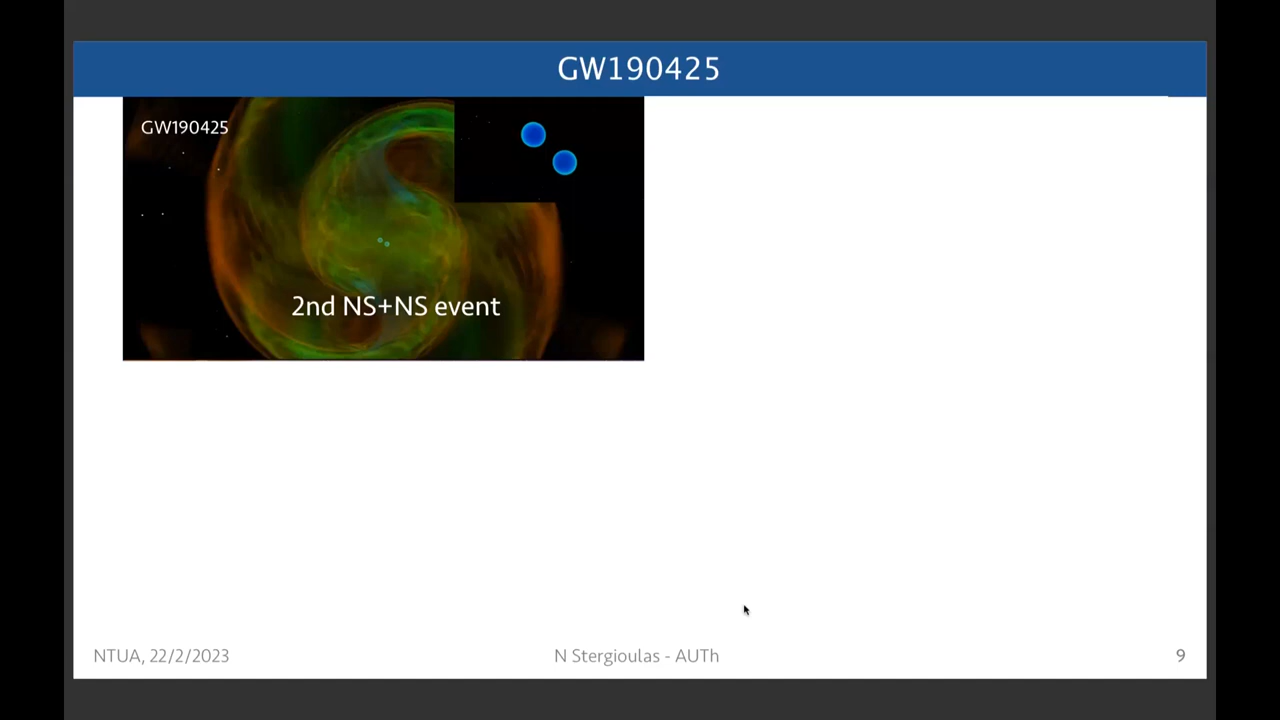 GW190425
GW190425
2nd NS+NS event
NTUA, 22/2/2023
N Stergioulas - AUTh
9